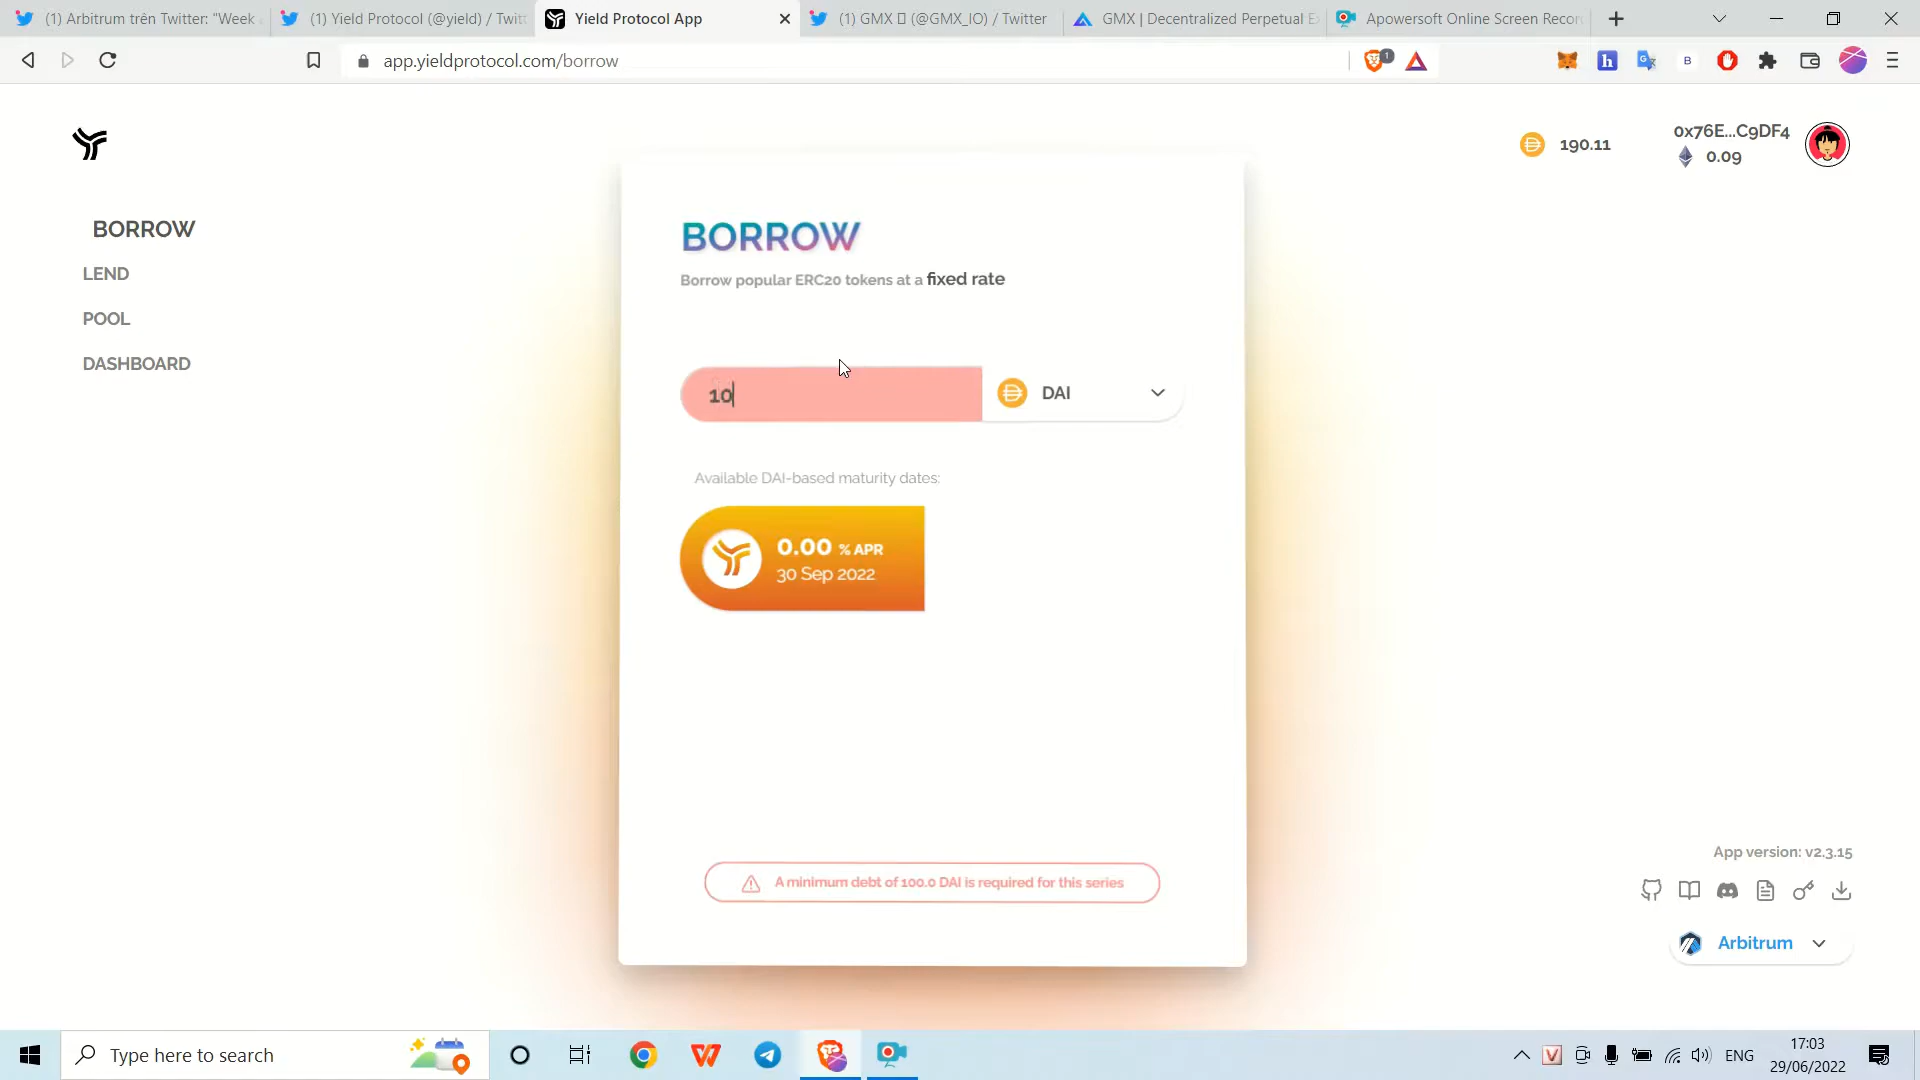 (1) Arbitrum trên Twitter: "Week
(1) Yield Protocol (@yield) / Twitt
Yield Protocol App
(1) GMX (@GMX_IO) / Twitter
GMX | Decentralized Perpetual E
Apowersoft Online Screen Recor
app.yieldprotocol.com/borrow
1
B
190.11
0x76E...C9DF4
0.09
BORROW
LEND
POOL
DASHBOARD
BORROW
Borrow popular ERC20 tokens at a fixed rate
10
DAI
Available DAI-based maturity dates:
0.00 % APR
30 Sep 2022
A minimum debt of 100.0 DAI is required for this series
App version: v2.3.15
Arbitrum
Type here to search
ENG
17:03
29/06/2022